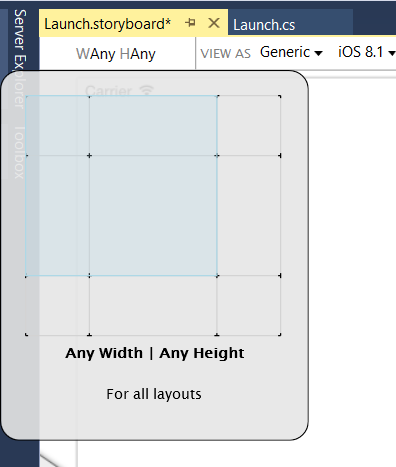 Launch.storyboard*
Launch.cs
WAny HAny
VIEW AS Generic
iOS 8.1
Server Explorer
Toolbox
Carrier
Any Width | Any Height
For all layouts